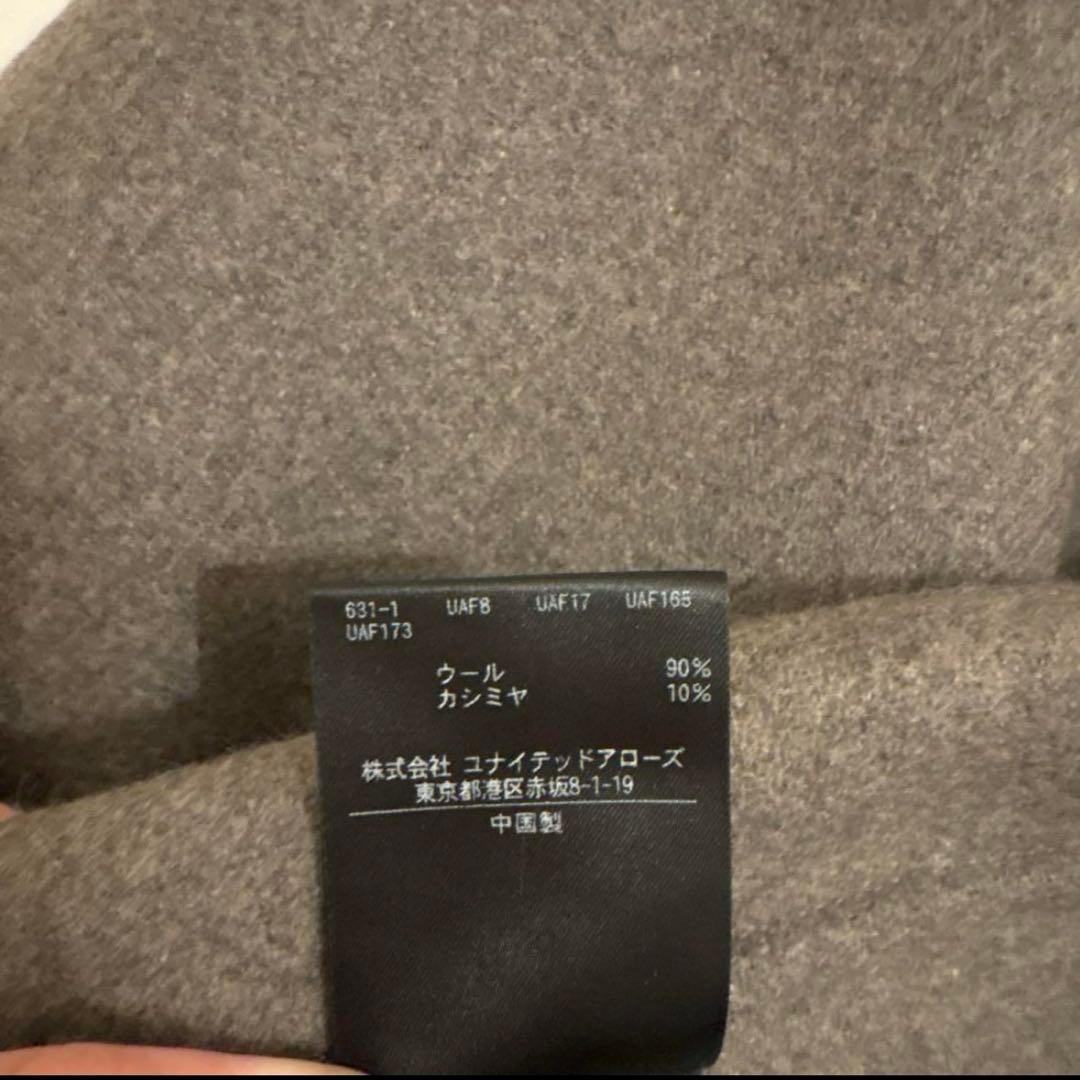 631-1 UAF8 UAF17 UAF165
UAF173
ウール 90%
カシミヤ 10%
株式会社 ユナイテッドアローズ
東京都港区赤坂8-1-19
中国製